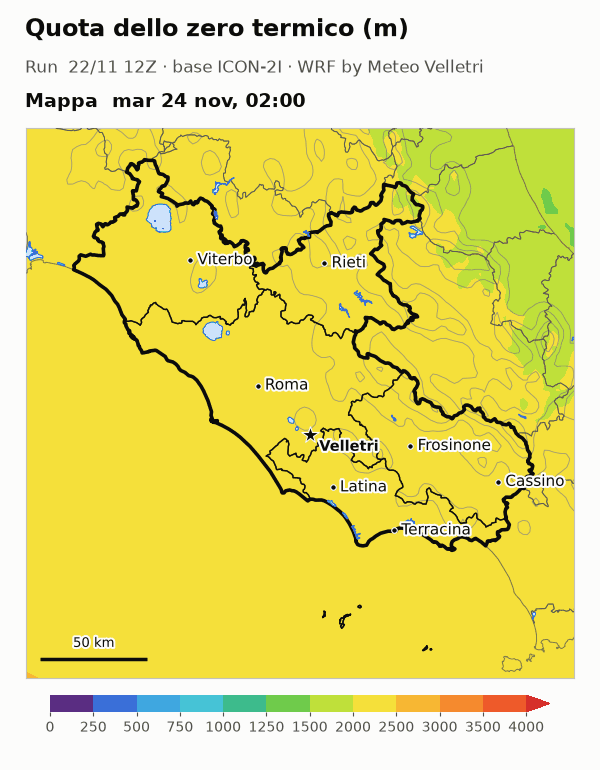 Quota dello zero termico (m)
Run  22/11 12Z · base ICON-2I · WRF by Meteo Velletri
Mappa  mar 24 nov, 02:00
Viterbo
Rieti
Roma
Velletri
Frosinone
Latina
Cassino
Terracina
50 km
0 250 500 750 1000 1250 1500 2000 2500 3000 3500 4000